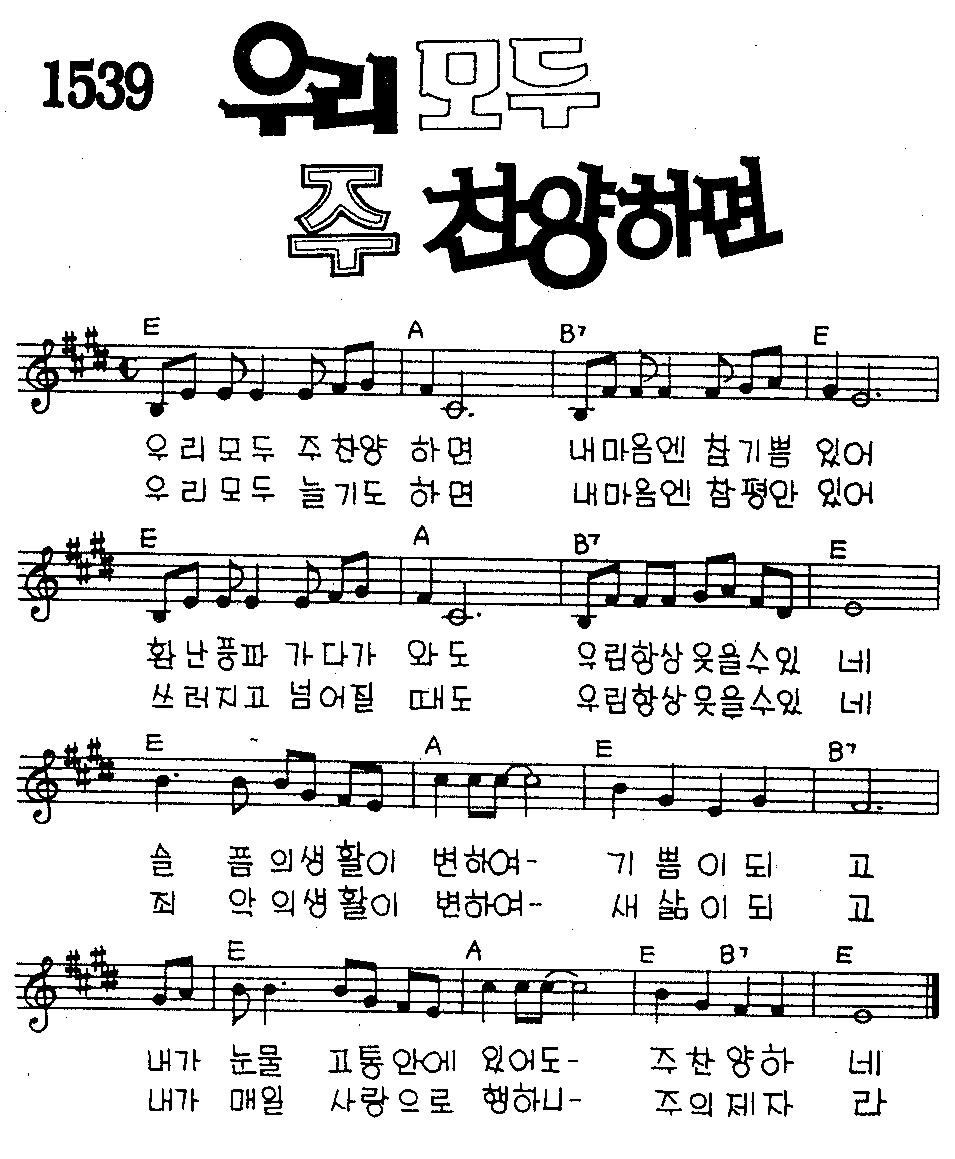 1539 우리 모두
주 찬양하면
E A B7 E
우리모두 주찬양 하면 내마음엔 참기쁨 있어
우리모두 늘기도 하면 내마음엔 참평안 있어
E A B7 E
환난풍파 가다가 와도 우린항상 웃을수있 네
쓰러지고 넘어질 때도 우린항상 웃을수있 네
E A E B7
슬 픔의생활이 변하여- 기쁨이되 고
죄 악의생활이 변하여- 새삶이되 고
E A E B7 E
내가 눈물 고통안에 있어도- 주찬양하 네
내가 매일 사랑으로 행하니- 주의제자 라